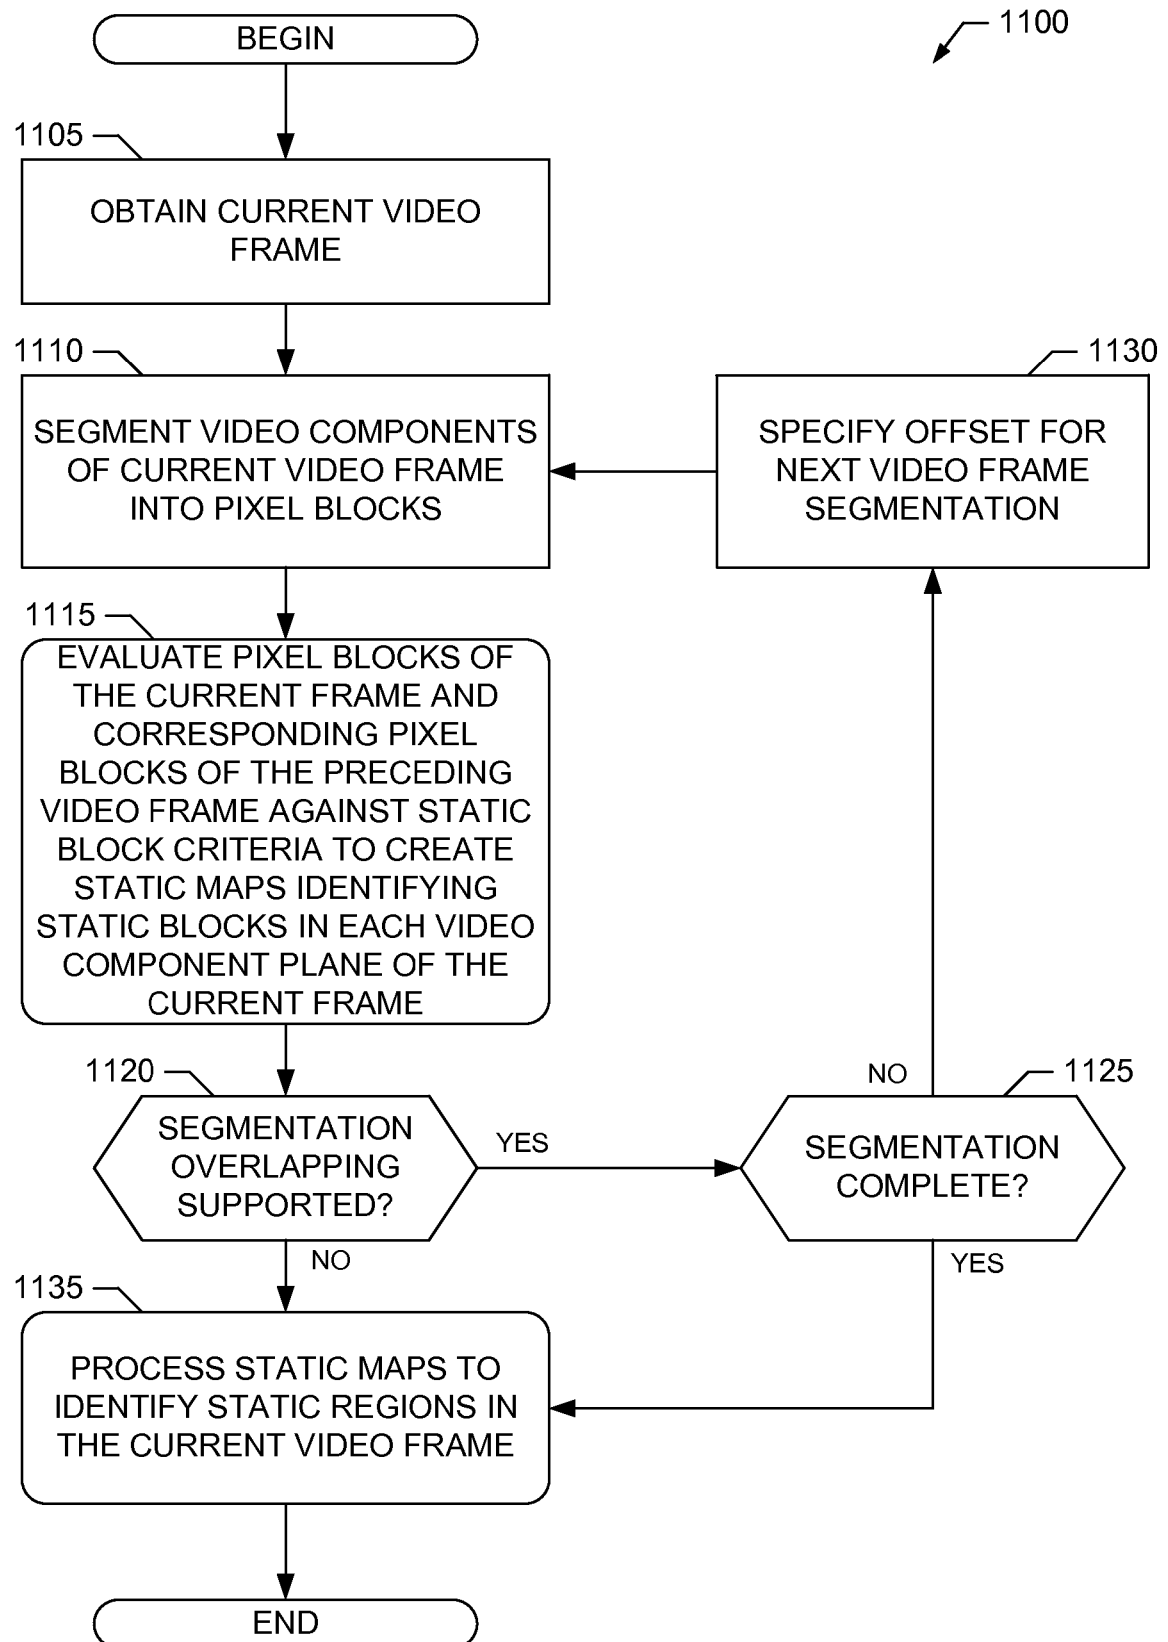 BEGIN
1100
1105
OBTAIN CURRENT VIDEO
FRAME
1110
SEGMENT VIDEO COMPONENTS
OF CURRENT VIDEO FRAME
INTO PIXEL BLOCKS
1130
SPECIFY OFFSET FOR
NEXT VIDEO FRAME
SEGMENTATION
1115
EVALUATE PIXEL BLOCKS OF
THE CURRENT FRAME AND
CORRESPONDING PIXEL
BLOCKS OF THE PRECEDING
VIDEO FRAME AGAINST STATIC
BLOCK CRITERIA TO CREATE
STATIC MAPS IDENTIFYING
STATIC BLOCKS IN EACH VIDEO
COMPONENT PLANE OF THE
CURRENT FRAME
1120
SEGMENTATION
OVERLAPPING
SUPPORTED?
YES
NO
NO
1125
SEGMENTATION
COMPLETE?
YES
1135
PROCESS STATIC MAPS TO
IDENTIFY STATIC REGIONS IN
THE CURRENT VIDEO FRAME
END